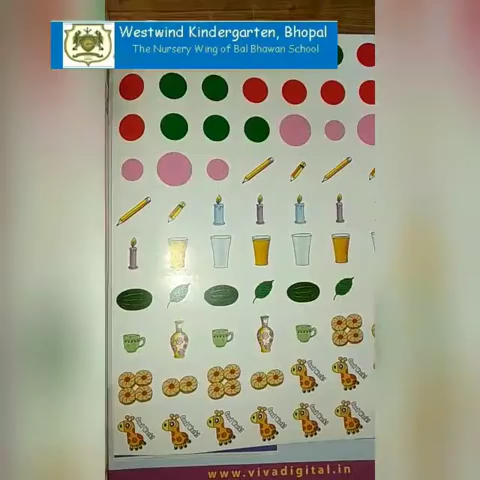 Westwind Kindergarten, Bhopal
The Nursery Wing of Bal Bhawan School
www.vivadigital.in